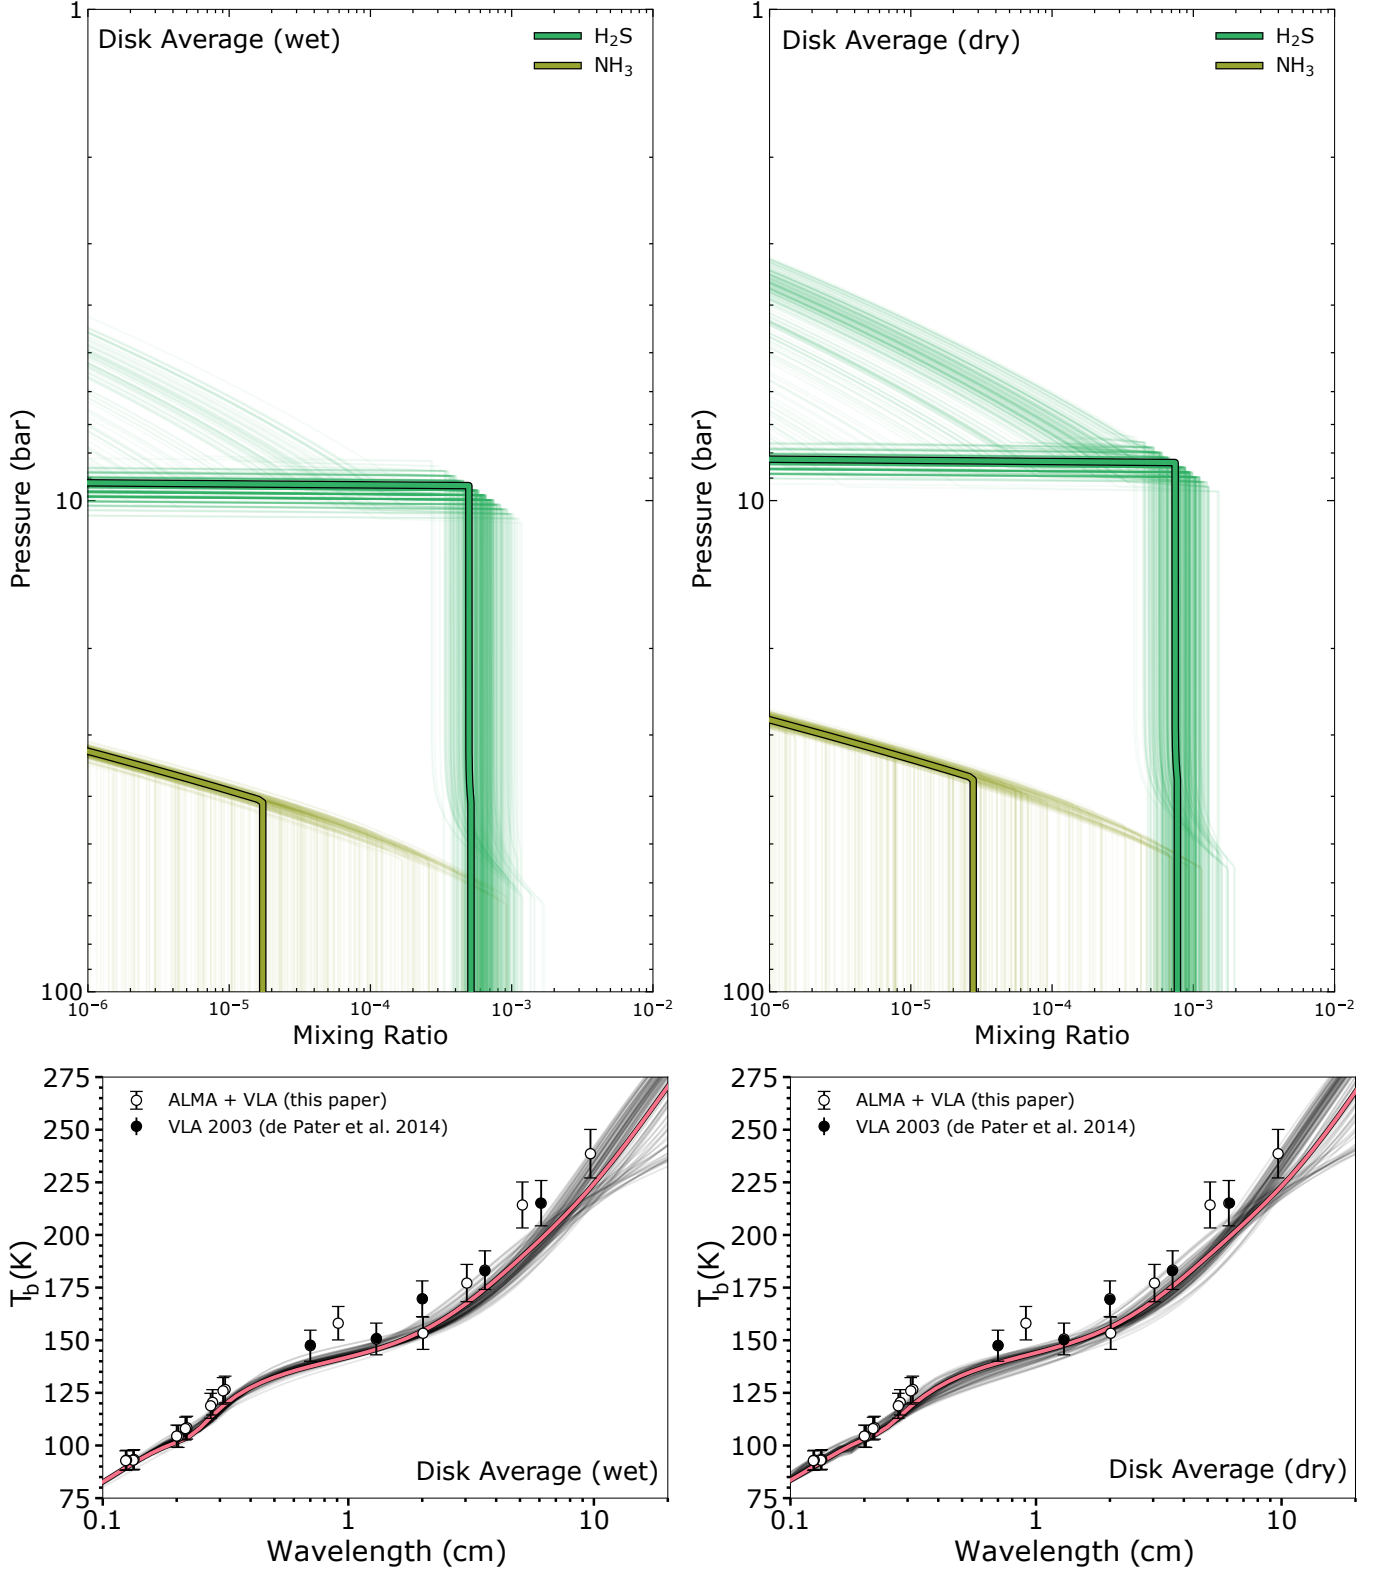 Disk Average (wet)
H₂S
NH₃
1
10
100
Pressure (bar)
10⁻⁶ 10⁻⁵ 10⁻⁴ 10⁻³ 10⁻²
Mixing Ratio
Disk Average (dry)
H₂S
NH₃
1
10
100
Pressure (bar)
10⁻⁶ 10⁻⁵ 10⁻⁴ 10⁻³ 10⁻²
Mixing Ratio
275
250
225
200
175
150
125
100
75
T_b(K)
ALMA + VLA (this paper)
VLA 2003 (de Pater et al. 2014)
Disk Average (wet)
0.1 1 10
Wavelength (cm)
275
250
225
200
175
150
125
100
75
T_b(K)
ALMA + VLA (this paper)
VLA 2003 (de Pater et al. 2014)
Disk Average (dry)
0.1 1 10
Wavelength (cm)